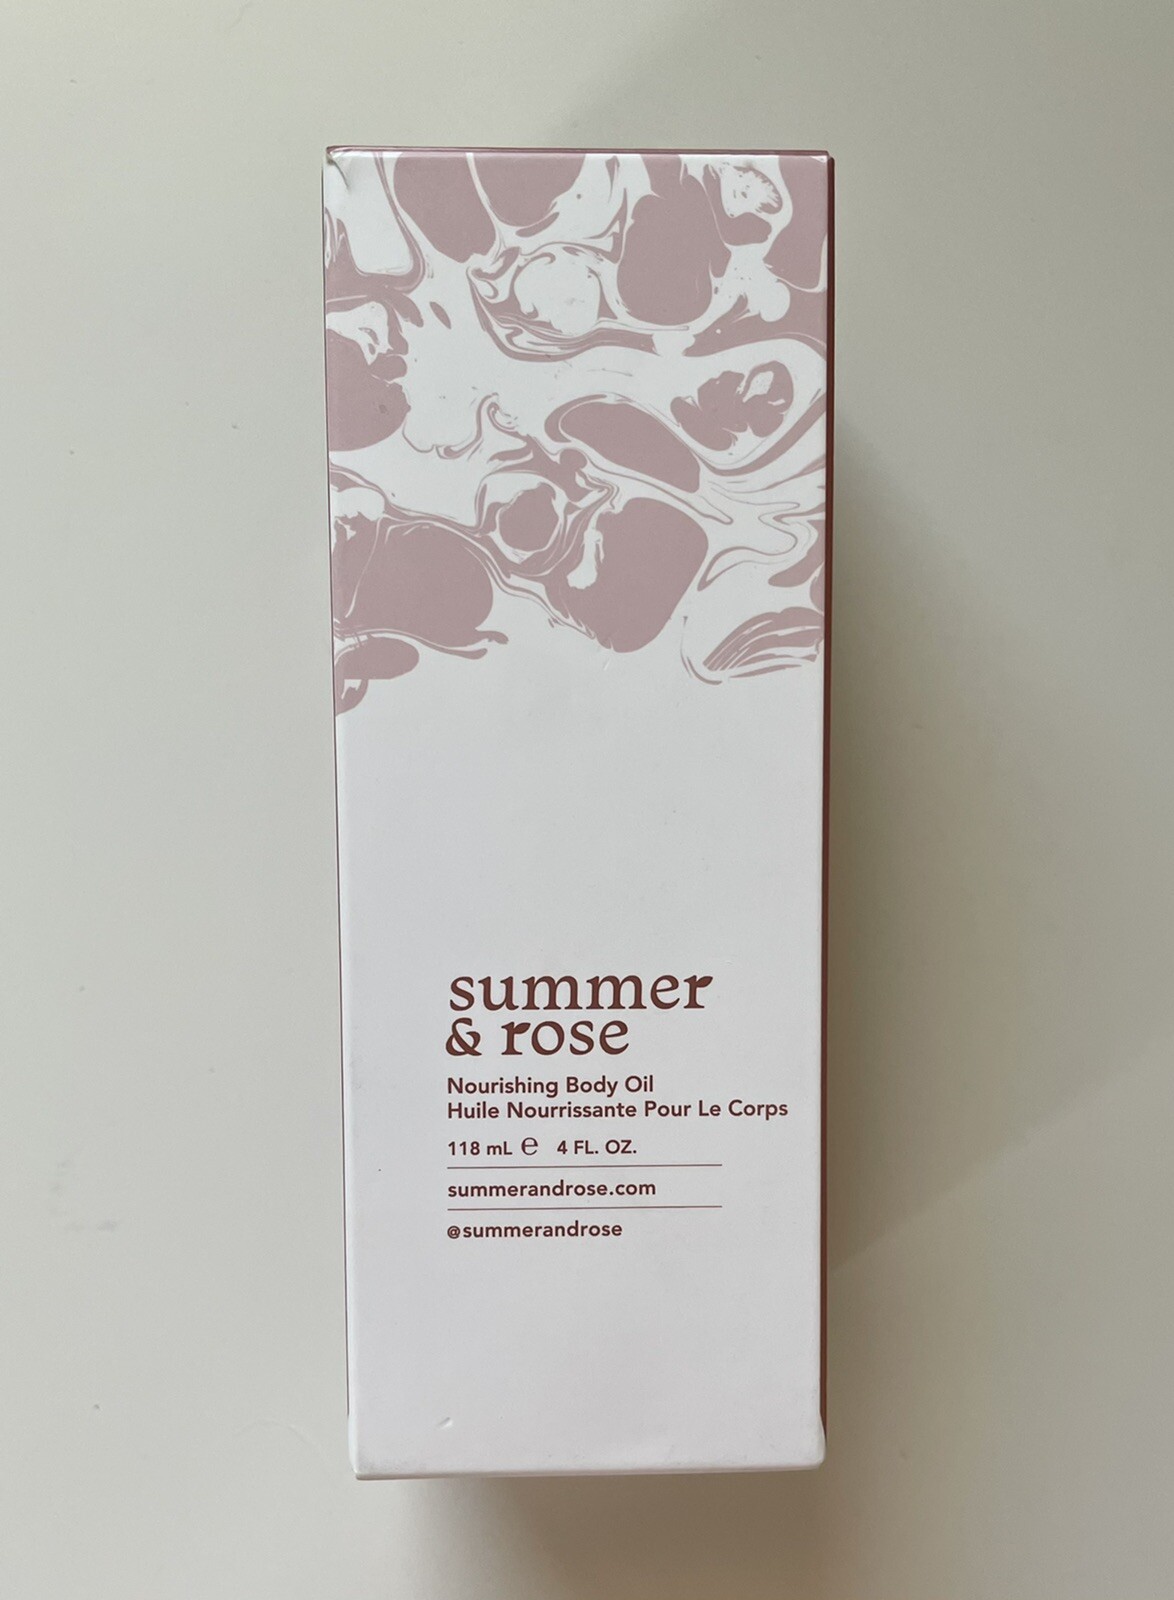 summer
& rose
Nourishing Body Oil
Huile Nourrissante Pour Le Corps
118 mL ℮ 4 FL. OZ.
summerandrose.com
@summerandrose